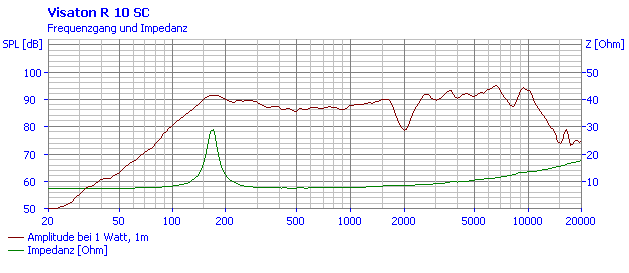 Visaton R 10 SC
Frequenzgang und Impedanz
SPL [dB] Z [Ohm]
100 50
90 40
80 30
70 20
60 10
50
20 50 100 200 500 1000 2000 5000 10000 20000
Amplitude bei 1 Watt, 1m
Impedanz [Ohm]